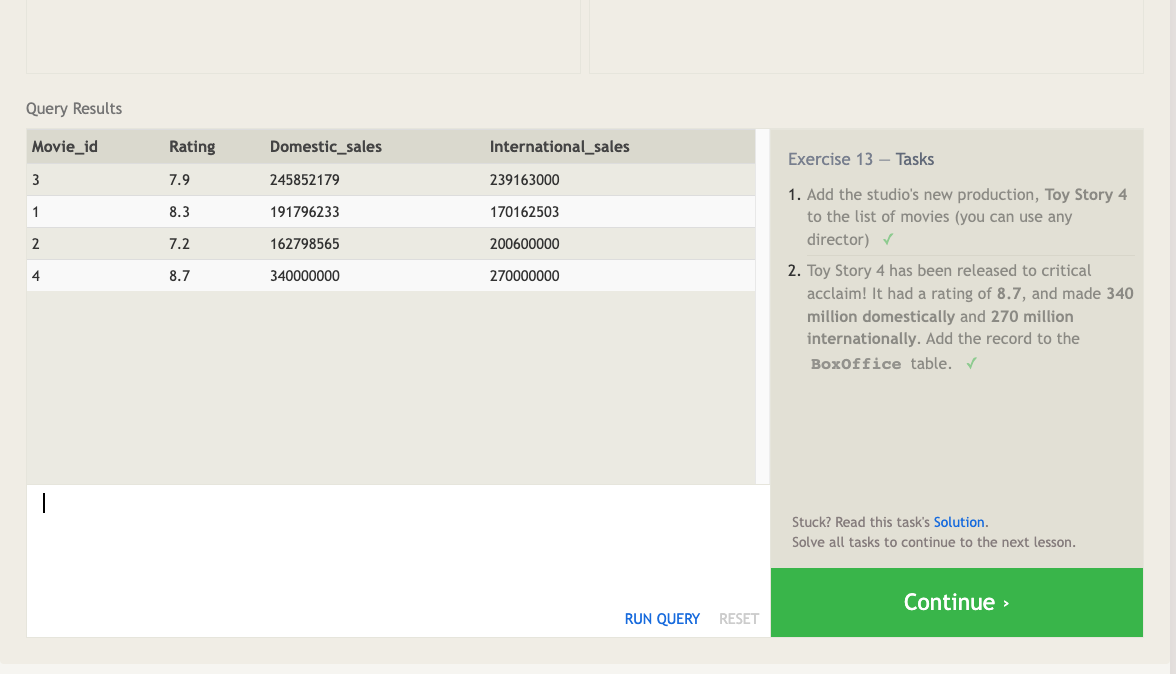 Query Results
Movie_id Rating Domestic_sales International_sales
3 7.9 245852179 239163000
1 8.3 191796233 170162503
2 7.2 162798565 200600000
4 8.7 340000000 270000000
Exercise 13 — Tasks
1. Add the studio's new production, Toy Story 4
to the list of movies (you can use any
director) ✓
2. Toy Story 4 has been released to critical
acclaim! It had a rating of 8.7, and made 340
million domestically and 270 million
internationally. Add the record to the
BoxOffice table. ✓
Stuck? Read this task's Solution.
Solve all tasks to continue to the next lesson.
RUN QUERY RESET
Continue ›